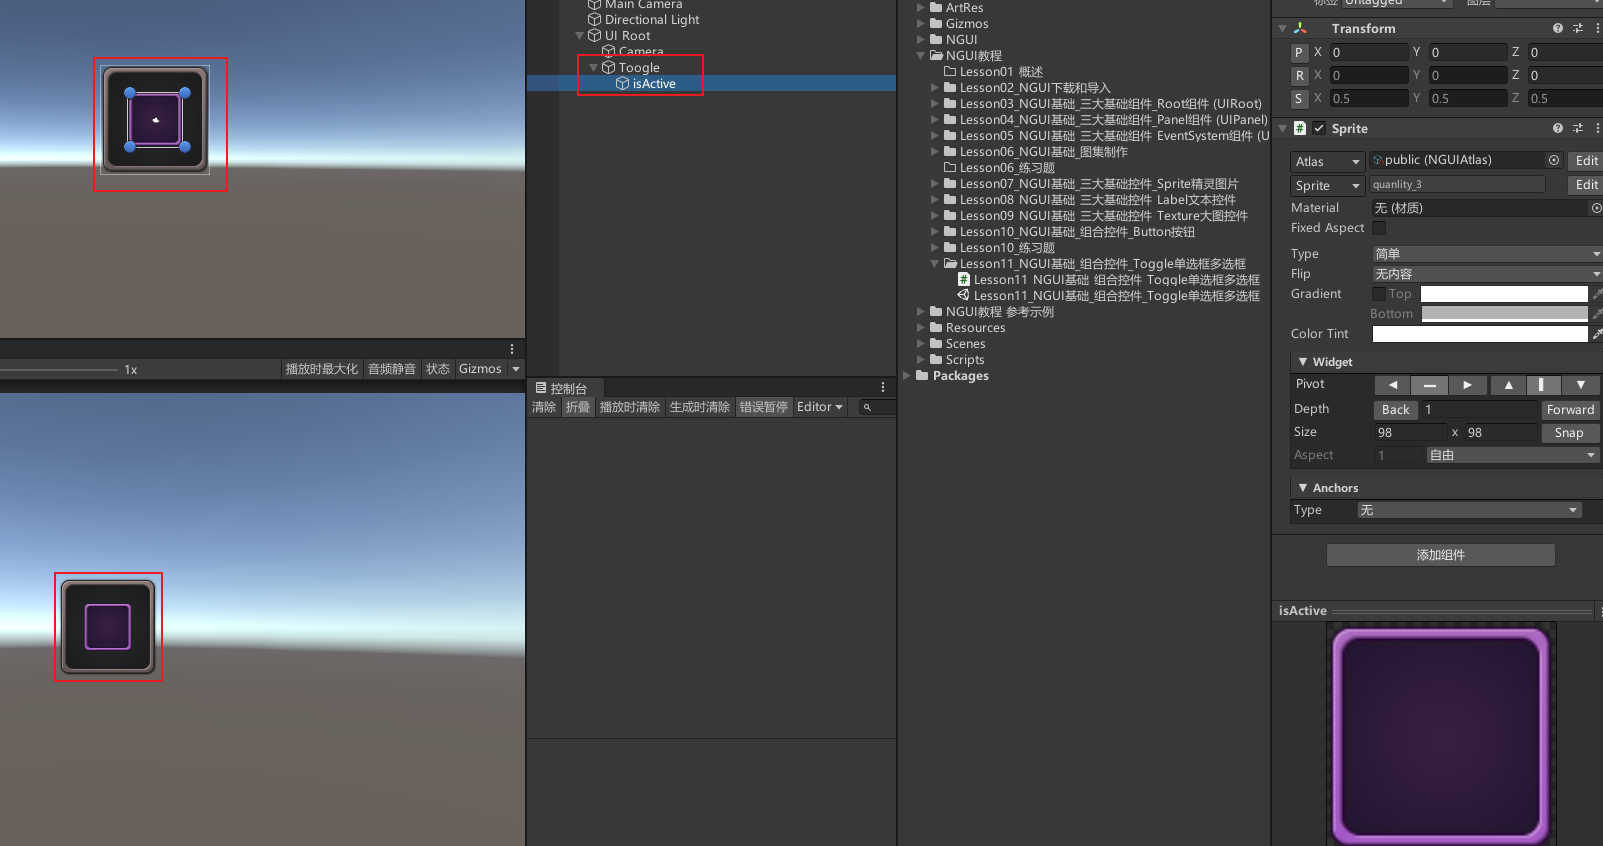 1x
播放时最大化
音频静音
状态
Gizmos
Main Camera
Directional Light
UI Root
Camera
Toogle
isActive
控制台
清除
折叠
播放时清除
生成时清除
错误暂停
Editor
ArtRes
Gizmos
NGUI
NGUI教程
Lesson01_概述
Lesson02_NGUI下载和导入
Lesson03_NGUI基础_三大基础组件_Root组件 (UIRoot)
Lesson04_NGUI基础_三大基础组件_Panel组件 (UIPanel)
Lesson05_NGUI基础_三大基础组件_EventSystem组件 (U
Lesson06_NGUI基础_图集制作
Lesson06_练习题
Lesson07_NGUI基础_三大基础控件_Sprite精灵图片
Lesson08_NGUI基础_三大基础控件_Label文本控件
Lesson09_NGUI基础_三大基础控件_Texture大图控件
Lesson10_NGUI基础_组合控件_Button按钮
Lesson10_练习题
Lesson11_NGUI基础_组合控件_Toggle单选框多选框
Lesson11_NGUI基础_组合控件_Toggle单选框多选框
Lesson11_NGUI基础_组合控件_Toggle单选框多选框
NGUI教程 参考示例
Resources
Scenes
Scripts
Packages
标签 Untagged 图层
Transform
P X 0 Y 0 Z 0
R X 0 Y 0 Z 0
S X 0.5 Y 0.5 Z 0.5
# Sprite
Atlas public (NGUIAtlas) Edit
Sprite quanlity_3 Edit
Material 无 (材质)
Fixed Aspect
Type 简单
Flip 无内容
Gradient Top
Bottom
Color Tint
Widget
Pivot
Depth Back 1 Forward
Size 98 x 98 Snap
Aspect 1 自由
Anchors
Type 无
添加组件
isActive